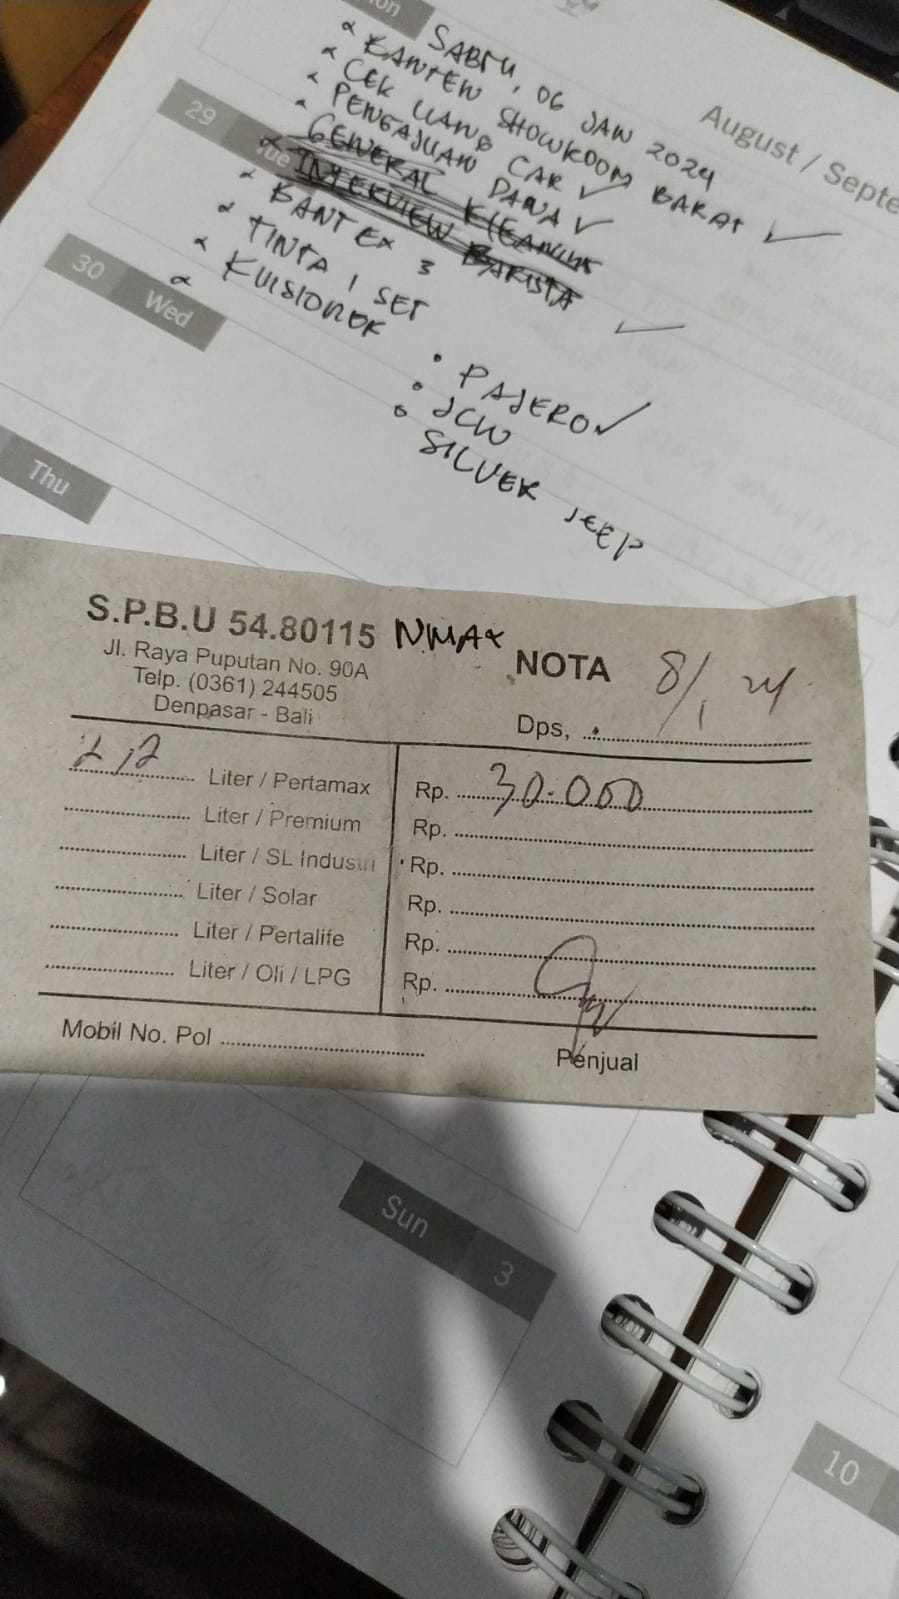 on
SABTU, 06 JAN 2024
KANTEN SHOWROOM BARAT ✓
CEK UANG CAR ✓
PENGAJUAN DANA ✓
GENERAL KLEANING
INTERVIEW BARISTA
BANTEX 3
TINTA 1 SET
KUISIONER
• PAJERO ✓
• JCW
• SILVER JEEP
August / Septe
29 Tue
30 Wed
Thu
S.P.B.U 54.80115 NMAX
Jl. Raya Puputan No. 90A
Telp. (0361) 244505
Denpasar - Bali
NOTA
Dps, 8/1 24
2,2 Liter / Pertamax Rp. 30.000
Liter / Premium Rp.
Liter / SL Industri Rp.
Liter / Solar Rp.
Liter / Pertalife Rp.
Liter / Oli / LPG Rp.
Mobil No. Pol
Penjual
Sun 3
10